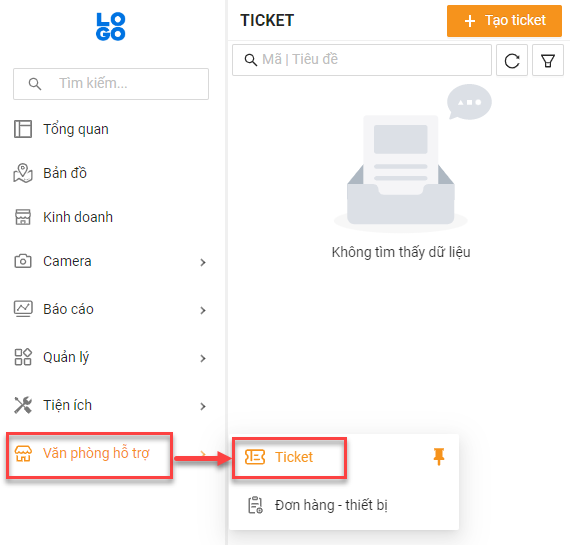 LO
GO
Tìm kiếm...
Tổng quan
Bản đồ
Kinh doanh
Camera
Báo cáo
Quản lý
Tiện ích
Văn phòng hỗ trợ
TICKET
Tạo ticket
Mã | Tiêu đề
Không tìm thấy dữ liệu
Ticket
Đơn hàng - thiết bị